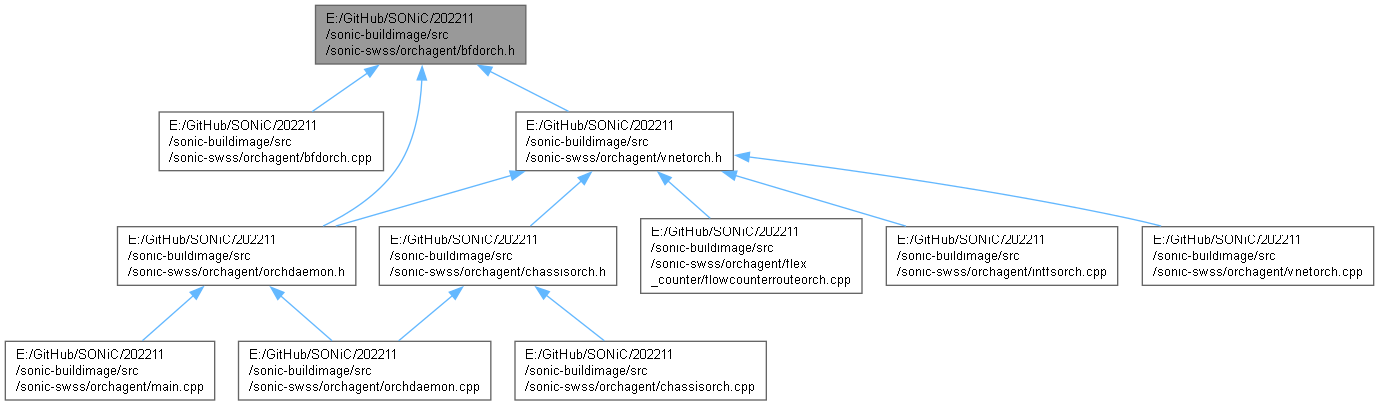 E:/GitHub/SONiC/202211
/sonic-buildimage/src
/sonic-swss/orchagent/bfdorch.h
E:/GitHub/SONiC/202211
/sonic-buildimage/src
/sonic-swss/orchagent/bfdorch.cpp
E:/GitHub/SONiC/202211
/sonic-buildimage/src
/sonic-swss/orchagent/vnetorch.h
E:/GitHub/SONiC/202211
/sonic-buildimage/src
/sonic-swss/orchagent/orchdaemon.h
E:/GitHub/SONiC/202211
/sonic-buildimage/src
/sonic-swss/orchagent/chassisorch.h
E:/GitHub/SONiC/202211
/sonic-buildimage/src
/sonic-swss/orchagent/flex
_counter/flowcounterrouteorch.cpp
E:/GitHub/SONiC/202211
/sonic-buildimage/src
/sonic-swss/orchagent/intfsorch.cpp
E:/GitHub/SONiC/202211
/sonic-buildimage/src
/sonic-swss/orchagent/vnetorch.cpp
E:/GitHub/SONiC/202211
/sonic-buildimage/src
/sonic-swss/orchagent/main.cpp
E:/GitHub/SONiC/202211
/sonic-buildimage/src
/sonic-swss/orchagent/orchdaemon.cpp
E:/GitHub/SONiC/202211
/sonic-buildimage/src
/sonic-swss/orchagent/chassisorch.cpp